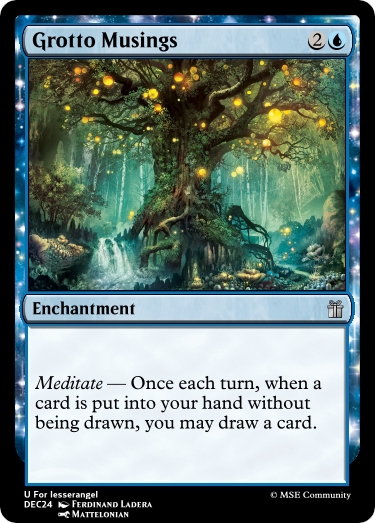 Grotto Musings 2
Enchantment
Meditate — Once each turn, when a
card is put into your hand without
being drawn, you may draw a card.
U For lesserangel
DEC24 Ferdinand Ladera © MSE Community
Mattelonian